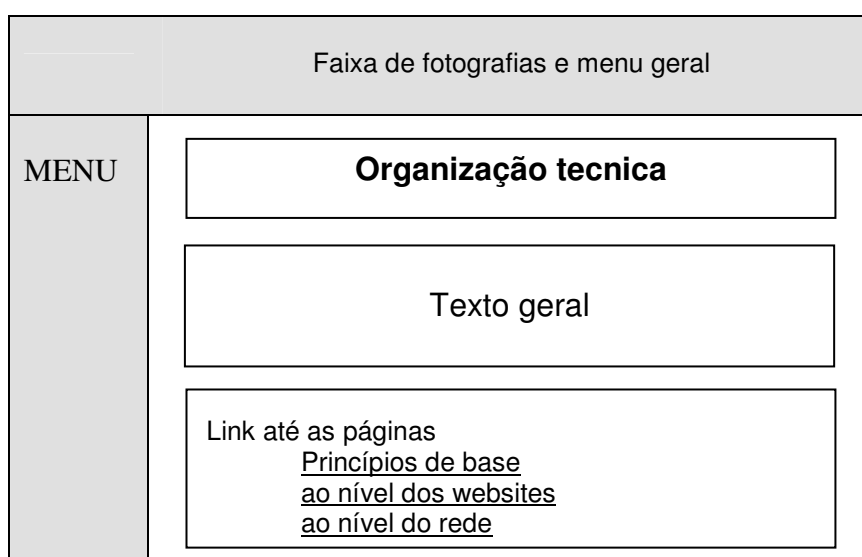 Faixa de fotografias e menu geral
MENU
Organização tecnica
Texto geral
Link até as páginas
Princípios de base
ao nível dos websites
ao nível do rede